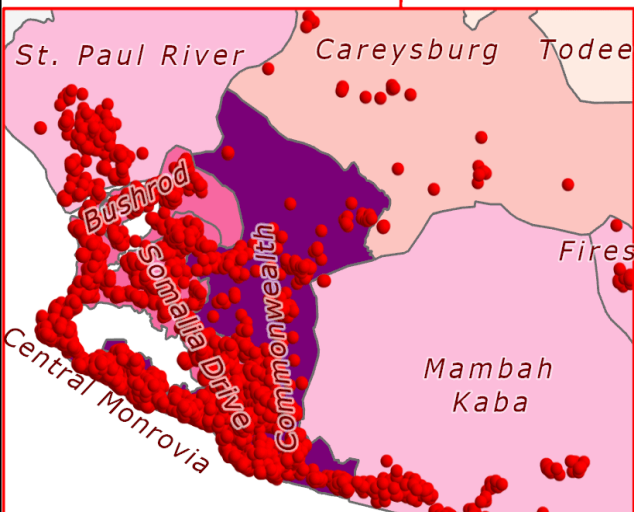 St. Paul River
Careysburg
Todee
Bushrod
Commonwealth
Fires
Somalia Drive
Central Monrovia
Mambah
Kaba